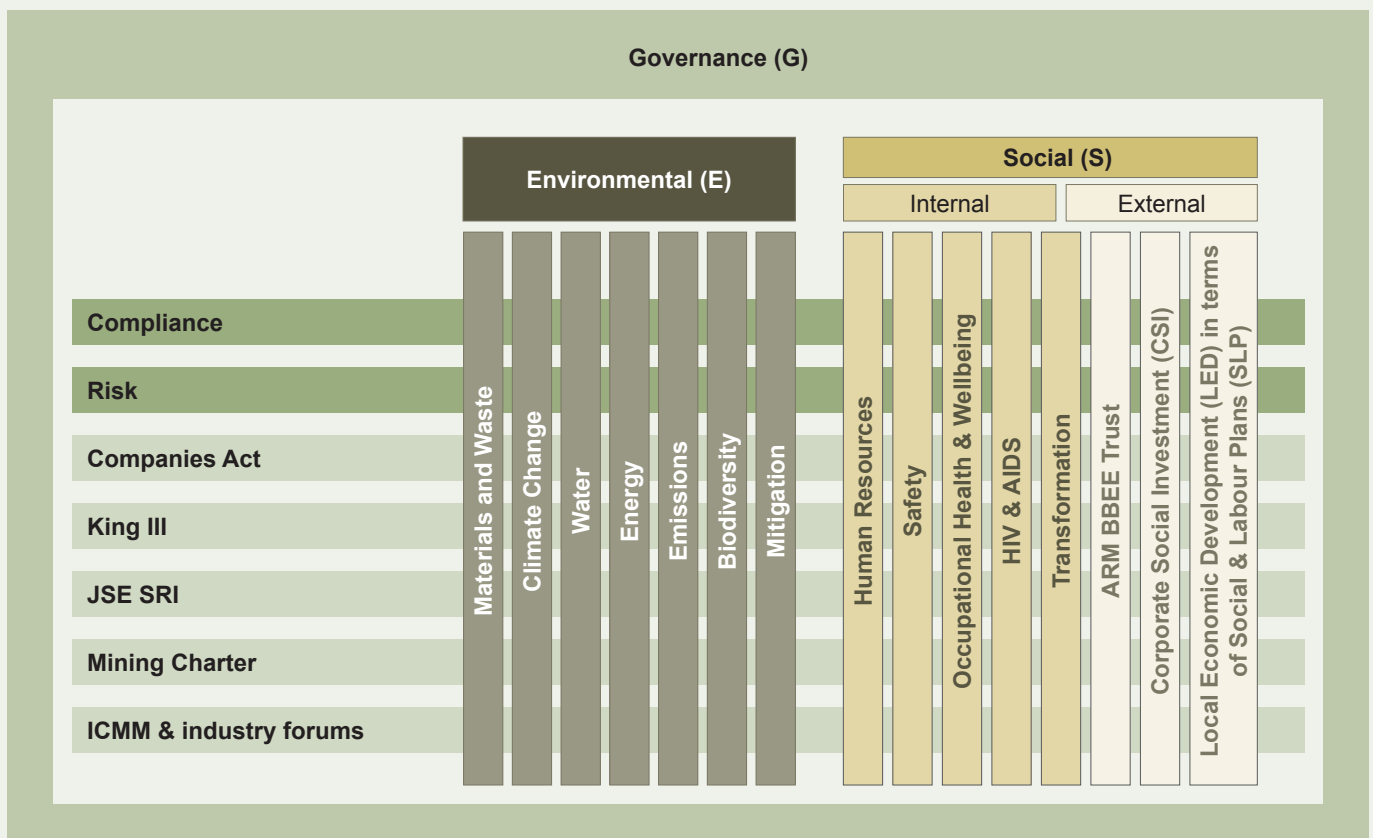 Governance (G)
Environmental (E)
Social (S)
Internal
External
Compliance
Risk
Companies Act
King III
JSE SRI
Mining Charter
ICMM & industry forums
Materials and Waste
Climate Change
Water
Energy
Emissions
Biodiversity
Mitigation
Human Resources
Safety
Occupational Health & Wellbeing
HIV & AIDS
Transformation
ARM BBEE Trust
Corporate Social Investment (CSI)
Local Economic Development (LED) in terms
of Social & Labour Plans (SLP)